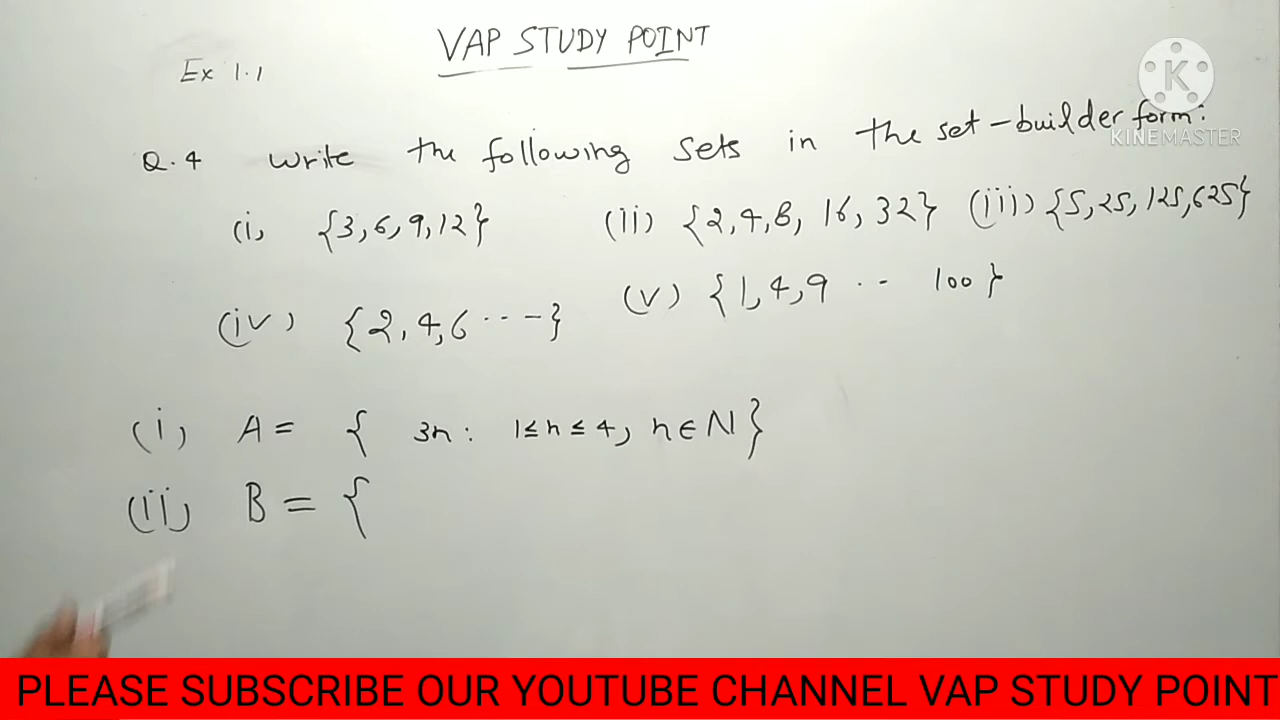 VAP STUDY POINT
Ex 1.1
K
KINEMASTER
Q.4 Write the following sets in the set-builder form:
(i) {3,6,9,12} (ii) {2,4,8, 16, 32} (iii) {5,25,125,625}
(iv) {2,4,6 ----} (v) {1,4,9 .. 100}
(i) A = { 3n: 1≤n≤4, n∈N}
(ii) B = {
PLEASE SUBSCRIBE OUR YOUTUBE CHANNEL VAP STUDY POINT